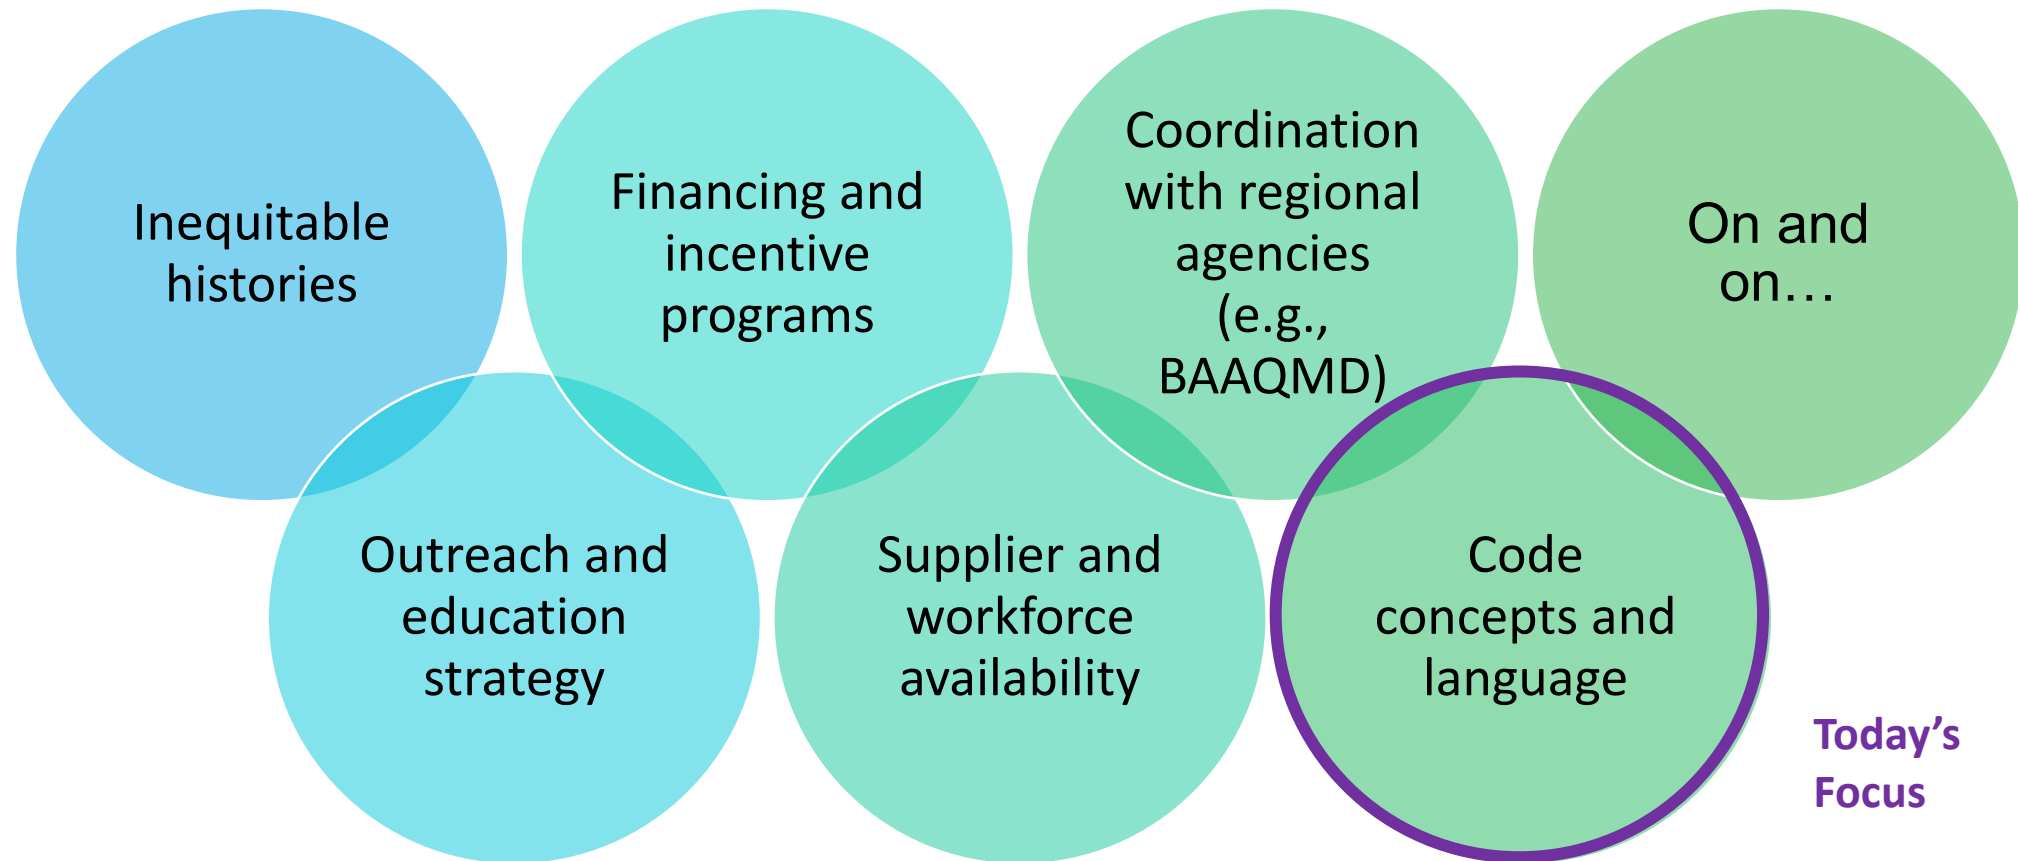 Inequitable
histories
Outreach and
education
strategy
Financing and
incentive
programs
Supplier and
workforce
availability
Coordination
with regional
agencies
(e.g.,
BAAQMD)
Code
concepts and
language
On and
on…
Today’s
Focus